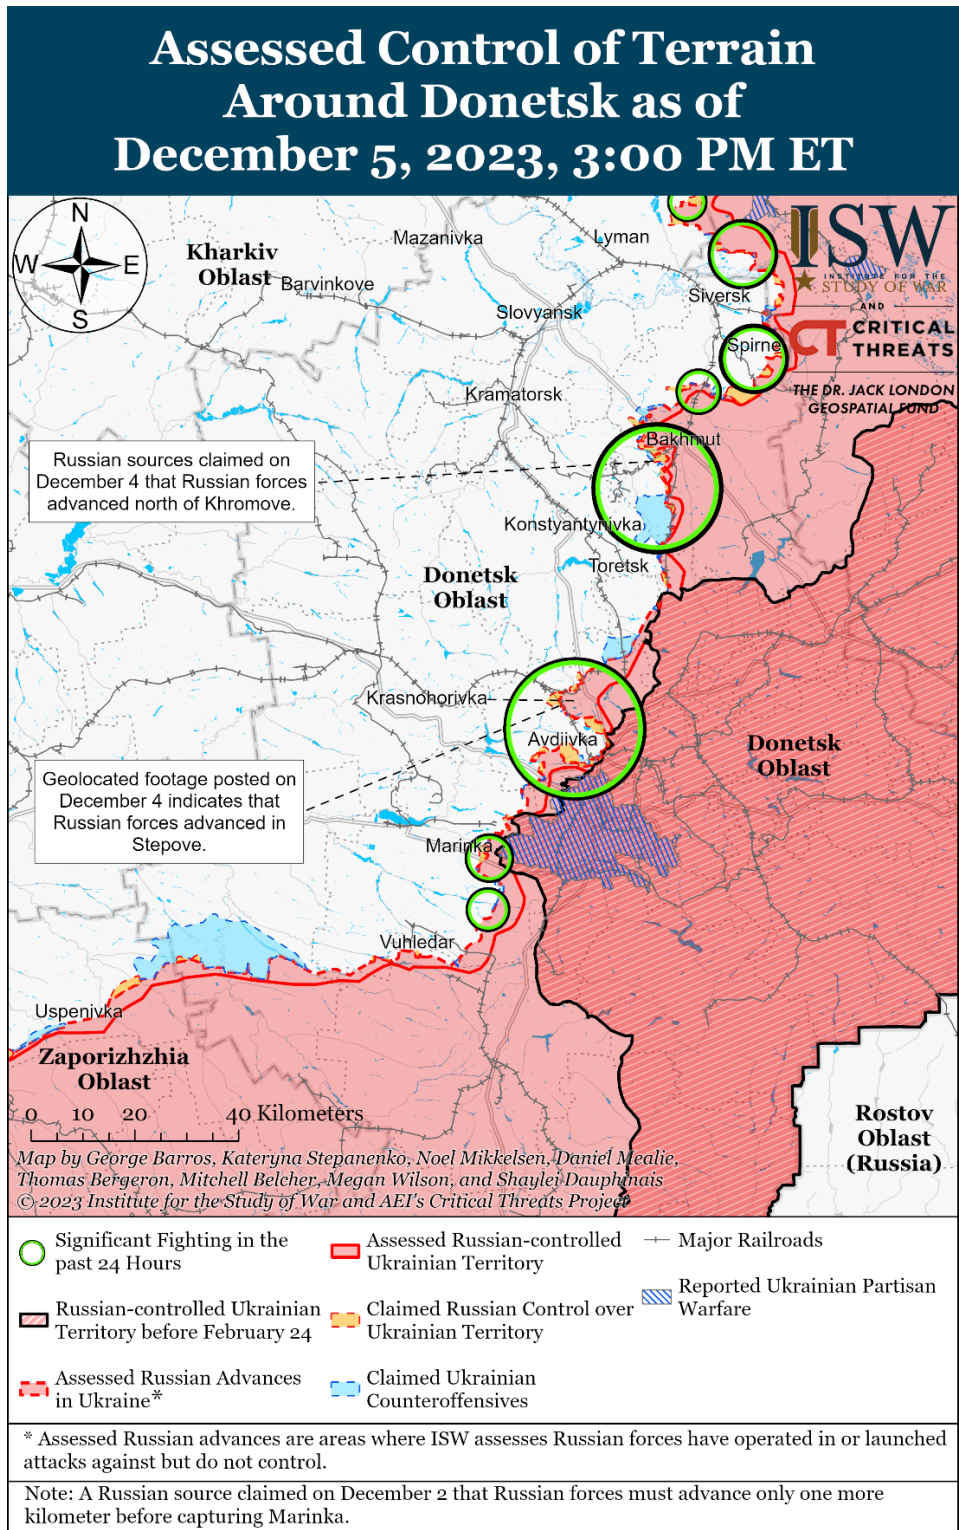 Assessed Control of Terrain
Around Donetsk as of
December 5, 2023, 3:00 PM ET
N
W
E
S
Kharkiv
Oblast
Mazanivka
Lyman
Barvinkove
Slovyansk
Siversk
ISW
INSTITUTE FOR THE
STUDY OF WAR
AND
CT CRITICAL
THREATS
THE DR. JACK LONDON
GEOSPATIAL FUND
Spirne
Kramatorsk
Bakhmut
Russian sources claimed on
December 4 that Russian forces
advanced north of Khromove.
Konstyantynivka
Toretsk
Donetsk
Oblast
Krasnohorivka
Avdiivka
Donetsk
Oblast
Geolocated footage posted on
December 4 indicates that
Russian forces advanced in
Stepove.
Marinka
Vuhledar
Uspenivka
Zaporizhzhia
Oblast
Rostov
Oblast
(Russia)
0 10 20 40 Kilometers
Map by George Barros, Kateryna Stepanenko, Noel Mikkelsen, Daniel Mealie,
Thomas Bergeron, Mitchell Belcher, Megan Wilson, and Shaylei Dauphinais
© 2023 Institute for the Study of War and AEI's Critical Threats Project
Significant Fighting in the
past 24 Hours
Russian-controlled Ukrainian
Territory before February 24
Assessed Russian Advances
in Ukraine*
Assessed Russian-controlled
Ukrainian Territory
Claimed Russian Control over
Ukrainian Territory
Claimed Ukrainian
Counteroffensives
Major Railroads
Reported Ukrainian Partisan
Warfare
* Assessed Russian advances are areas where ISW assesses Russian forces have operated in or launched
attacks against but do not control.
Note: A Russian source claimed on December 2 that Russian forces must advance only one more
kilometer before capturing Marinka.